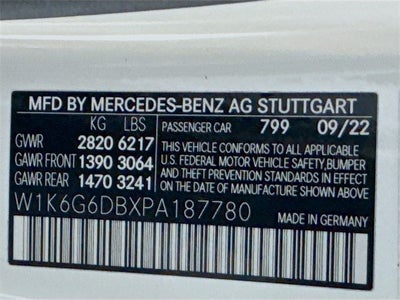 MFD BY MERCEDES-BENZ AG STUTTGART
KG LBS PASSENGER CAR 799 09/22
GVWR 2820 6217
GAWR FRONT 1390 3064
GAWR REAR 1470 3241
THIS VEHICLE CONFORMS TO ALL APPLICABLE
U.S. FEDERAL MOTOR VEHICLE SAFETY, BUMPER
AND THEFT PREVENTION STANDARDS IN EFFECT ON
THE DATE OF MANUFACTURE SHOWN ABOVE
W1K6G6DBXPA187780 MADE IN GERMANY